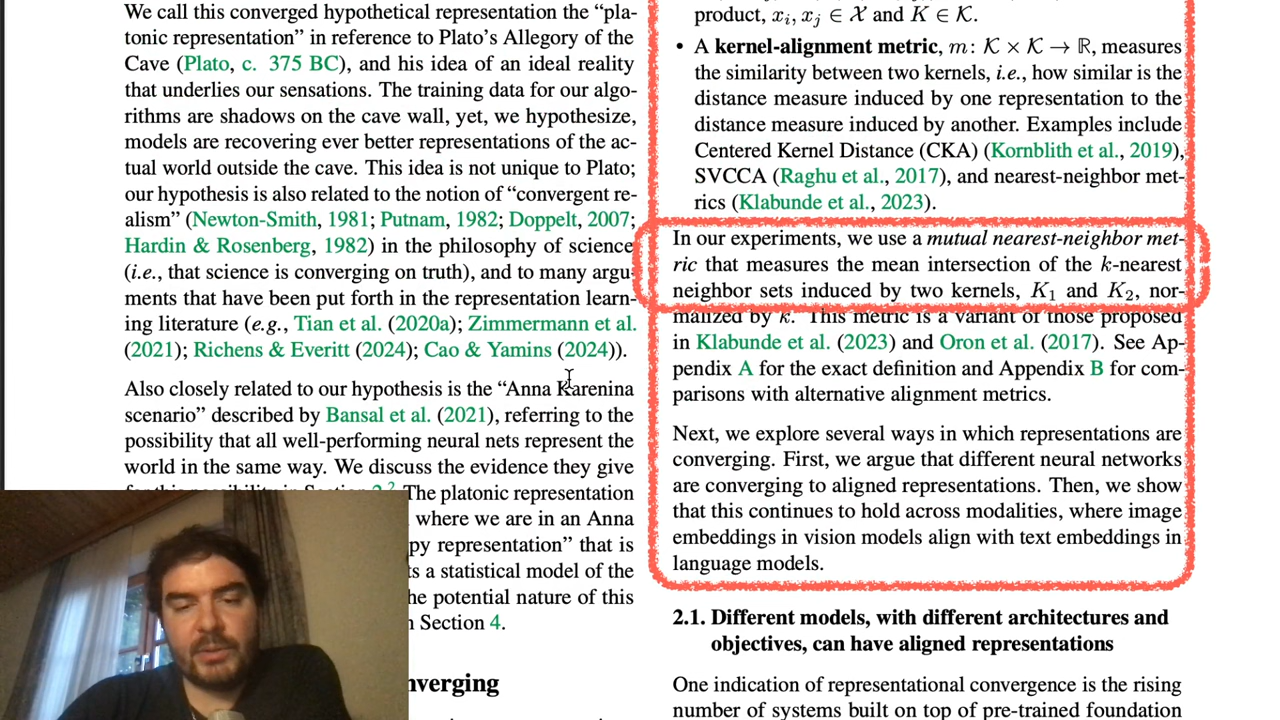 We call this converged hypothetical representation the “pla-
tonic representation” in reference to Plato’s Allegory of the
Cave (Plato, c. 375 BC), and his idea of an ideal reality
that underlies our sensations. The training data for our algo-
rithms are shadows on the cave wall, yet, we hypothesize,
models are recovering ever better representations of the ac-
tual world outside the cave. This idea is not unique to Plato;
our hypothesis is also related to the notion of “convergent re-
alism” (Newton-Smith, 1981; Putnam, 1982; Doppelt, 2007;
Hardin & Rosenberg, 1982) in the philosophy of science
(i.e., that science is converging on truth), and to many argu-
ments that have been put forth in the representation learn-
ing literature (e.g., Tian et al. (2020a); Zimmermann et al.
(2021); Richens & Everitt (2024); Cao & Yamins (2024)).
Also closely related to our hypothesis is the “Anna Karenina
scenario” described by Bansal et al. (2021), referring to the
possibility that all well-performing neural nets represent the
world in the same way. We discuss the evidence they give
for this possibility in Section 2.2. The platonic representation
where we are in an Anna
py representation” that is
ts a statistical model of the
he potential nature of this
n Section 4.
nverging
product, xᵢ, xⱼ ∈ 𝒳 and K ∈ 𝒦.
• A kernel-alignment metric, m: 𝒦 × 𝒦 → ℝ, measures
the similarity between two kernels, i.e., how similar is the
distance measure induced by one representation to the
distance measure induced by another. Examples include
Centered Kernel Distance (CKA) (Kornblith et al., 2019),
SVCCA (Raghu et al., 2017), and nearest-neighbor met-
rics (Klabunde et al., 2023).
In our experiments, we use a mutual nearest-neighbor met-
ric that measures the mean intersection of the k-nearest
neighbor sets induced by two kernels, K₁ and K₂, nor-
malized by k. This metric is a variant of those proposed
in Klabunde et al. (2023) and Oron et al. (2017). See Ap-
pendix A for the exact definition and Appendix B for com-
parisons with alternative alignment metrics.
Next, we explore several ways in which representations are
converging. First, we argue that different neural networks
are converging to aligned representations. Then, we show
that this continues to hold across modalities, where image
embeddings in vision models align with text embeddings in
language models.
2.1. Different models, with different architectures and
objectives, can have aligned representations
One indication of representational convergence is the rising
number of systems built on top of pre-trained foundation